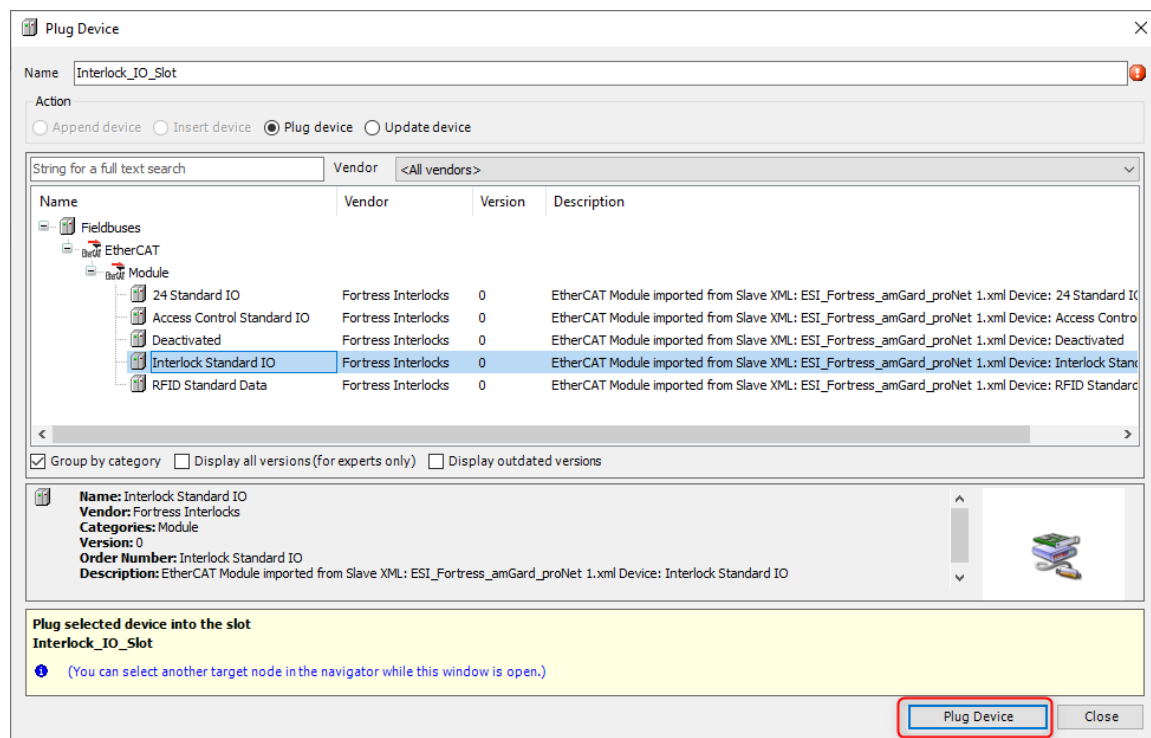 Plug Device
Name Interlock_IO_Slot
Action
Append device Insert device Plug device Update device
String for a full text search Vendor <All vendors>
Name Vendor Version Description
Fieldbuses
EtherCAT
Module
24 Standard IO Fortress Interlocks 0 EtherCAT Module imported from Slave XML: ESI_Fortress_amGard_proNet 1.xml Device: 24 Standard IO
Access Control Standard IO Fortress Interlocks 0 EtherCAT Module imported from Slave XML: ESI_Fortress_amGard_proNet 1.xml Device: Access Contro
Deactivated Fortress Interlocks 0 EtherCAT Module imported from Slave XML: ESI_Fortress_amGard_proNet 1.xml Device: Deactivated
Interlock Standard IO Fortress Interlocks 0 EtherCAT Module imported from Slave XML: ESI_Fortress_amGard_proNet 1.xml Device: Interlock Stand
RFID Standard Data Fortress Interlocks 0 EtherCAT Module imported from Slave XML: ESI_Fortress_amGard_proNet 1.xml Device: RFID Standard
Group by category Display all versions (for experts only) Display outdated versions
Name: Interlock Standard IO
Vendor: Fortress Interlocks
Categories: Module
Version: 0
Order Number: Interlock Standard IO
Description: EtherCAT Module imported from Slave XML: ESI_Fortress_amGard_proNet 1.xml Device: Interlock Standard IO
Plug selected device into the slot
Interlock_IO_Slot
(You can select another target node in the navigator while this window is open.)
Plug Device Close